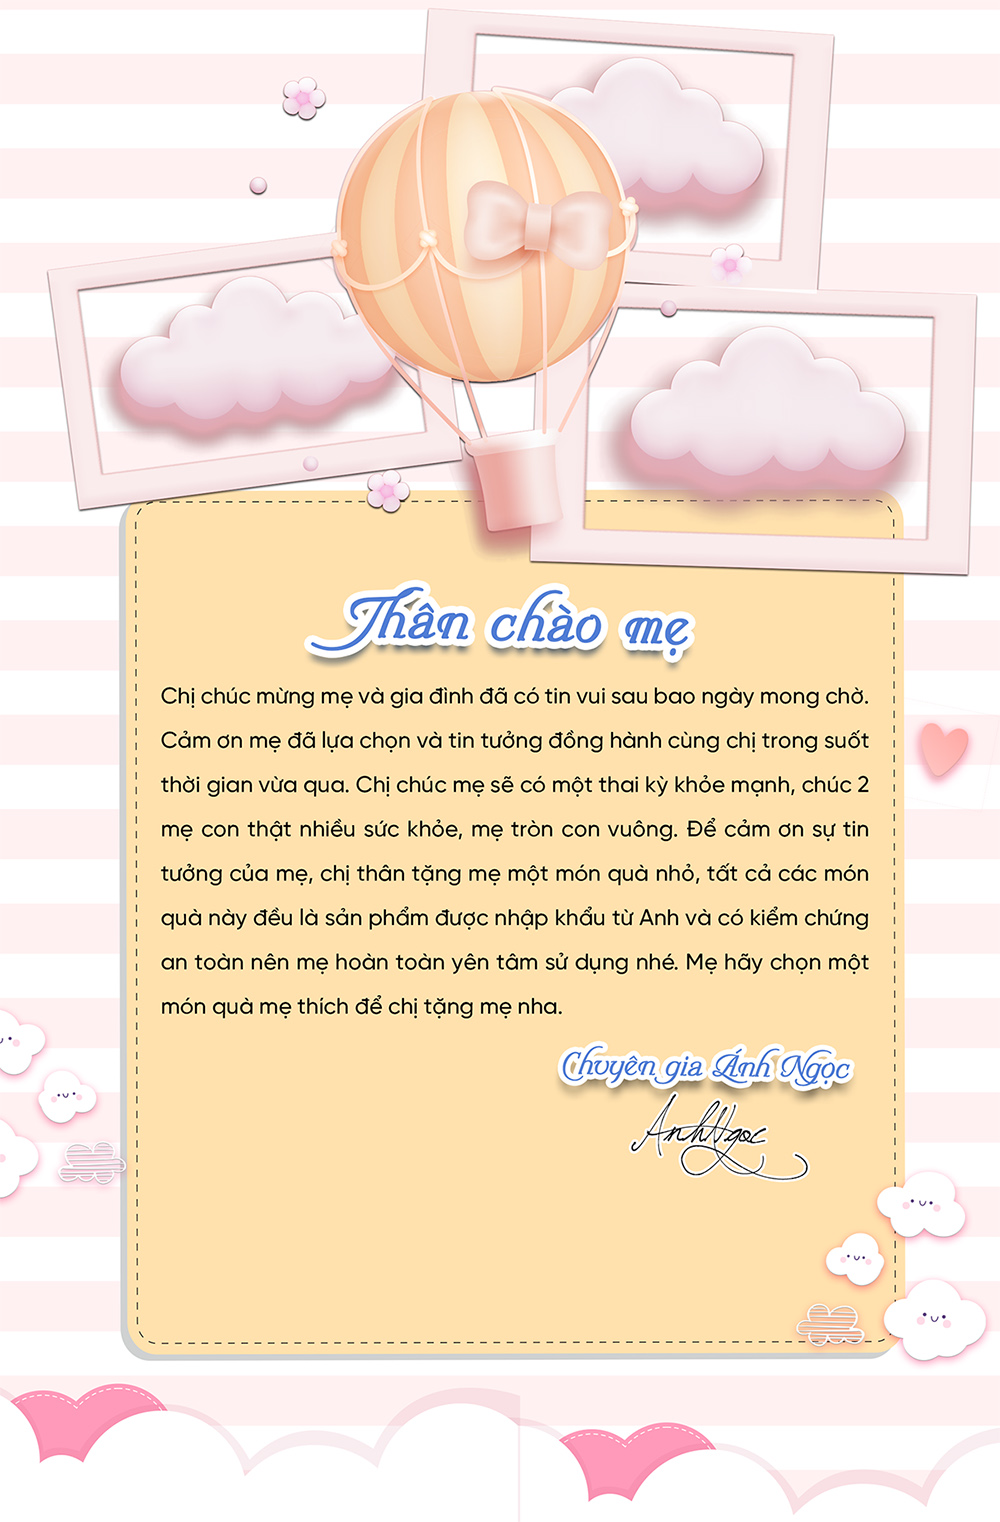 Thân chào mẹ
Chị chúc mừng mẹ và gia đình đã có tin vui sau bao ngày mong chờ.
Cảm ơn mẹ đã lựa chọn và tin tưởng đồng hành cùng chị trong suốt
thời gian vừa qua. Chị chúc mẹ sẽ có một thai kỳ khỏe mạnh, chúc 2
mẹ con thật nhiều sức khỏe, mẹ tròn con vuông. Để cảm ơn sự tin
tưởng của mẹ, chị thân tặng mẹ một món quà nhỏ, tất cả các món
quà này đều là sản phẩm được nhập khẩu từ Anh và có kiểm chứng
an toàn nên mẹ hoàn toàn yên tâm sử dụng nhé. Mẹ hãy chọn một
món quà mẹ thích để chị tặng mẹ nha.
Chuyên gia Ánh Ngọc
AnhNgoc